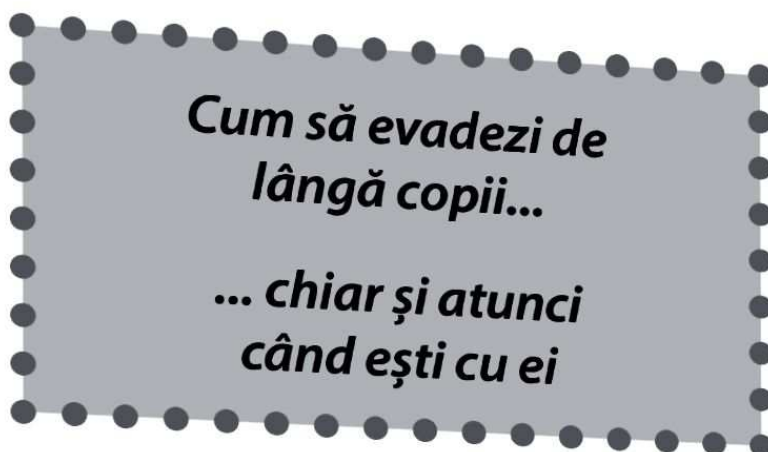 Cum să evadezi de
lângă copii...
... chiar și atunci
când ești cu ei